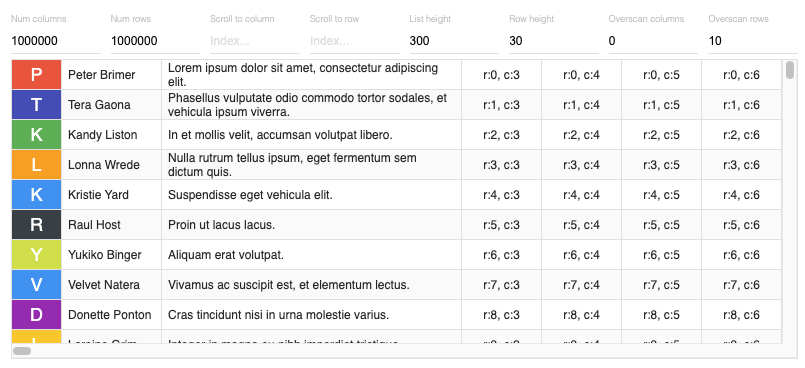 Num columns Num rows Scroll to column Scroll to row List height Row height Overscan columns Overscan rows
1000000 1000000 Index... Index... 300 30 0 10
P Peter Brimer Lorem ipsum dolor sit amet, consectetur adipiscing elit. r:0, c:3 r:0, c:4 r:0, c:5 r:0, c:6
T Tera Gaona Phasellus vulputate odio commodo tortor sodales, et vehicula ipsum viverra. r:1, c:3 r:1, c:4 r:1, c:5 r:1, c:6
K Kandy Liston In et mollis velit, accumsan volutpat libero. r:2, c:3 r:2, c:4 r:2, c:5 r:2, c:6
L Lonna Wrede Nulla rutrum tellus ipsum, eget fermentum sem dictum quis. r:3, c:3 r:3, c:4 r:3, c:5 r:3, c:6
K Kristie Yard Suspendisse eget vehicula elit. r:4, c:3 r:4, c:4 r:4, c:5 r:4, c:6
R Raul Host Proin ut lacus lacus. r:5, c:3 r:5, c:4 r:5, c:5 r:5, c:6
Y Yukiko Binger Aliquam erat volutpat. r:6, c:3 r:6, c:4 r:6, c:5 r:6, c:6
V Velvet Natera Vivamus ac suscipit est, et elementum lectus. r:7, c:3 r:7, c:4 r:7, c:5 r:7, c:6
D Donette Ponton Cras tincidunt nisi in urna molestie varius. r:8, c:3 r:8, c:4 r:8, c:5 r:8, c:6